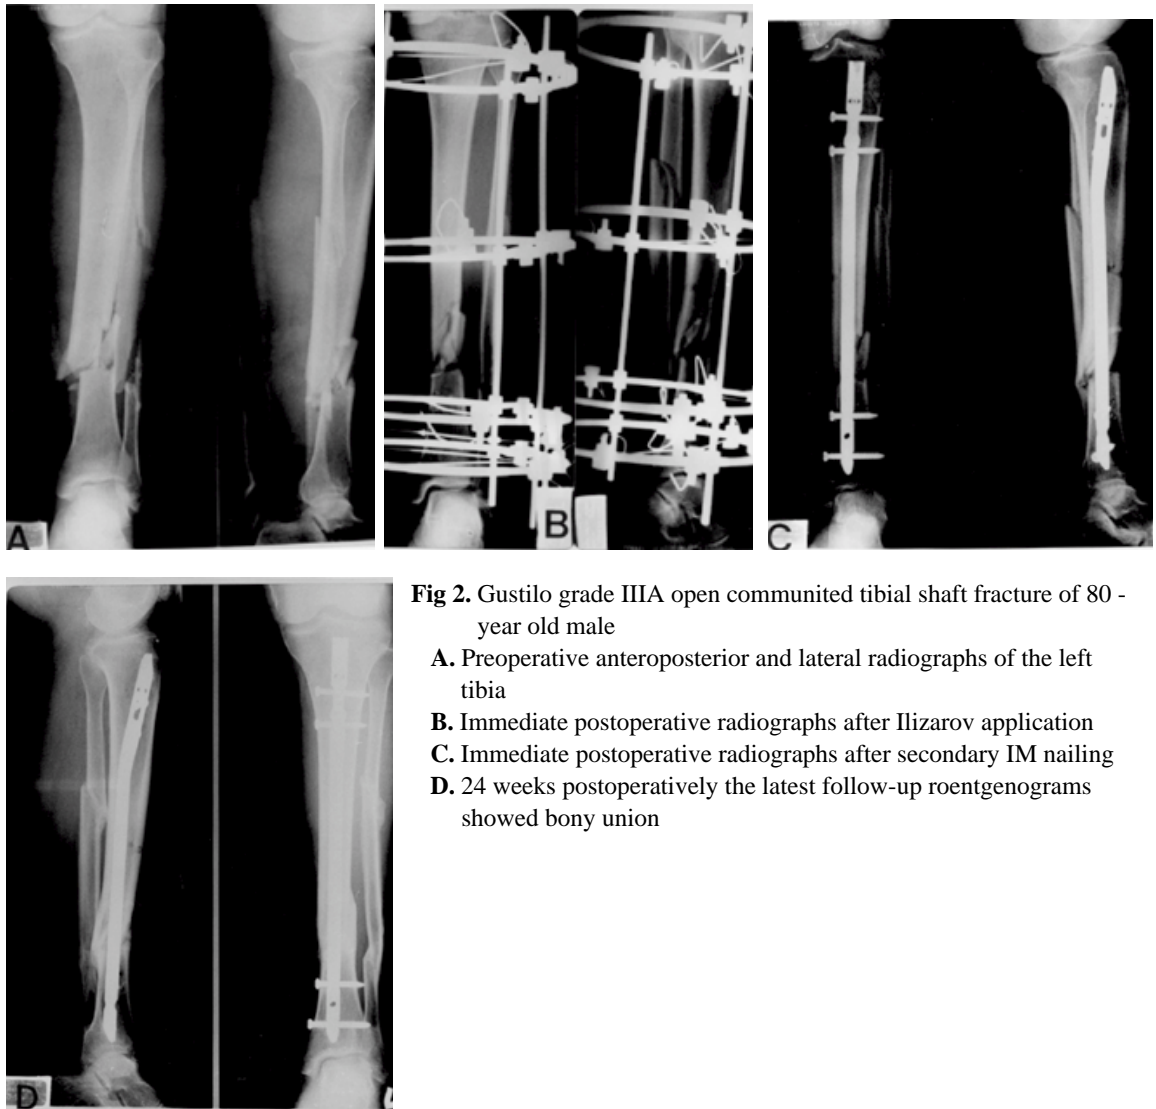 A
B
C
D
Fig 2. Gustilo grade IIIA open communited tibial shaft fracture of 80 -
year old male
A. Preoperative anteroposterior and lateral radiographs of the left
tibia
B. Immediate postoperative radiographs after Ilizarov application
C. Immediate postoperative radiographs after secondary IM nailing
D. 24 weeks postoperatively the latest follow-up roentgenograms
showed bony union